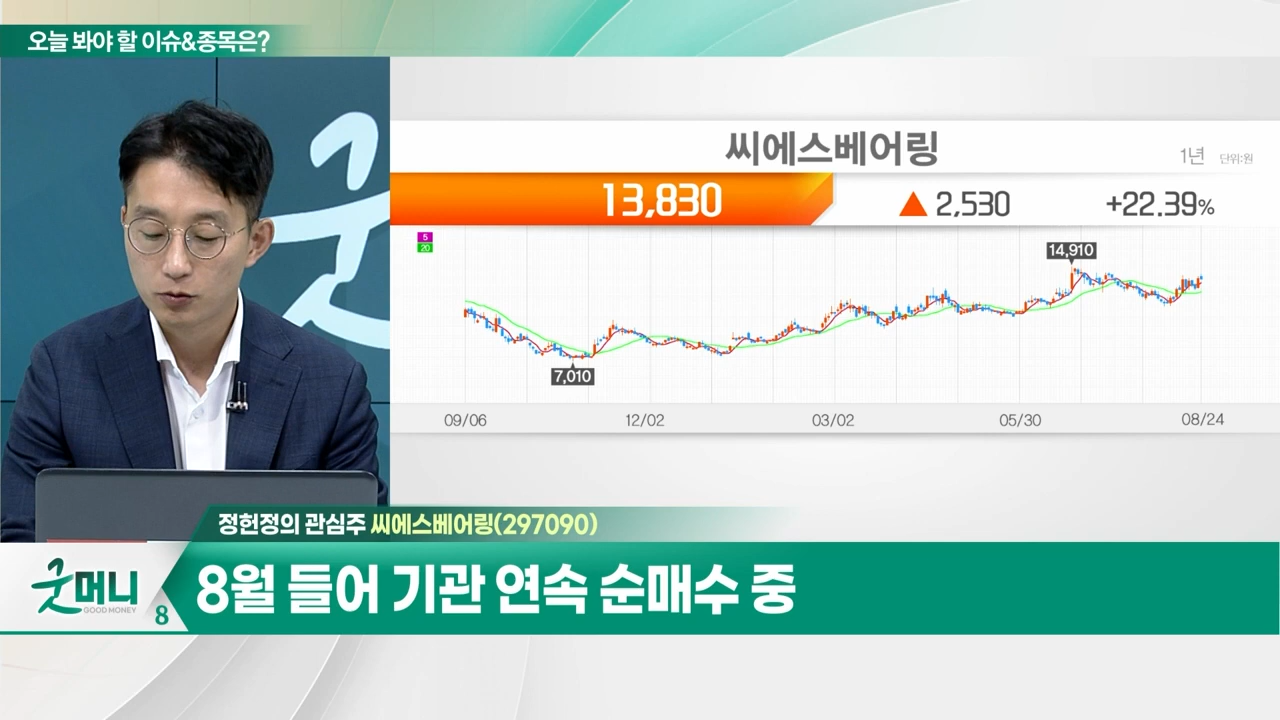 오늘 봐야 할 이슈&종목은?
굿
씨에스베어링
1년 단위:원
13,830 ▲ 2,530 +22.39%
5
20
14,910
7,010
09/06 12/02 03/02 05/30 08/24
정헌정의 관심주 씨에스베어링(297090)
8월 들어 기관 연속 순매수 중
굿머니
GOOD MONEY
8